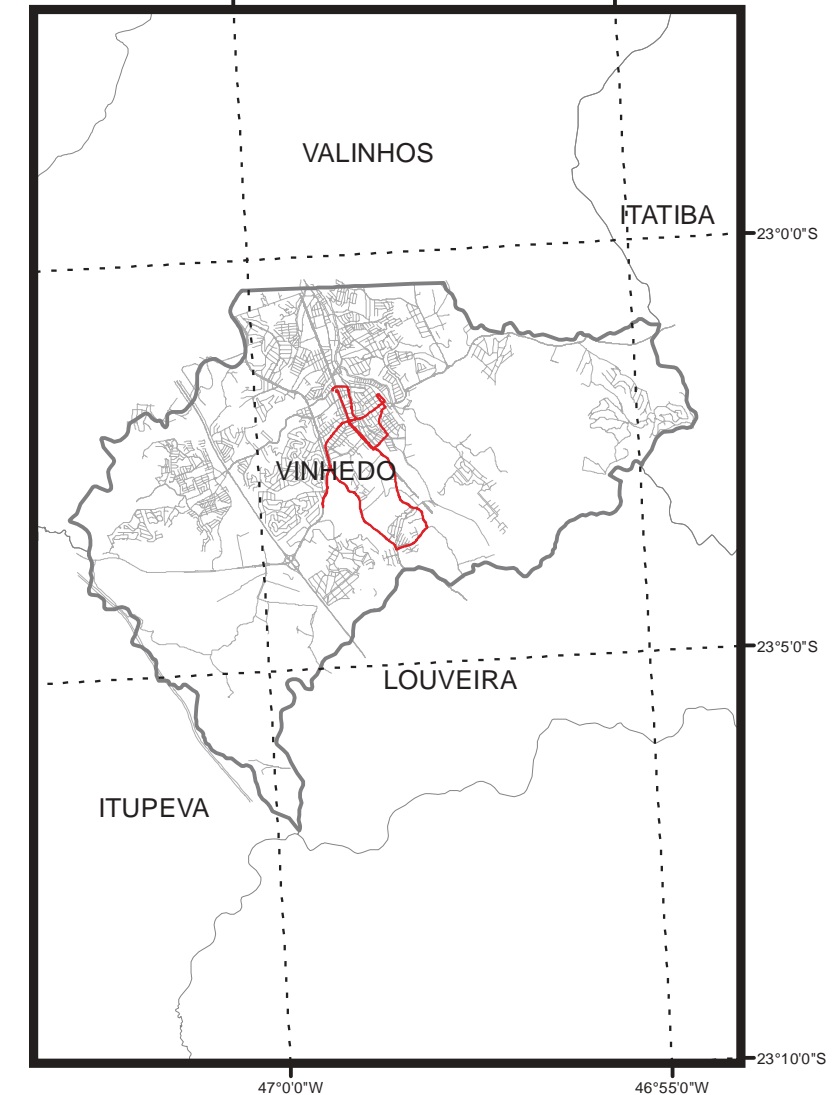 VALINHOS
ITATIBA
23°0'0"S
VINHEDO
23°5'0"S
LOUVEIRA
ITUPEVA
23°10'0"S
47°0'0"W
46°55'0"W